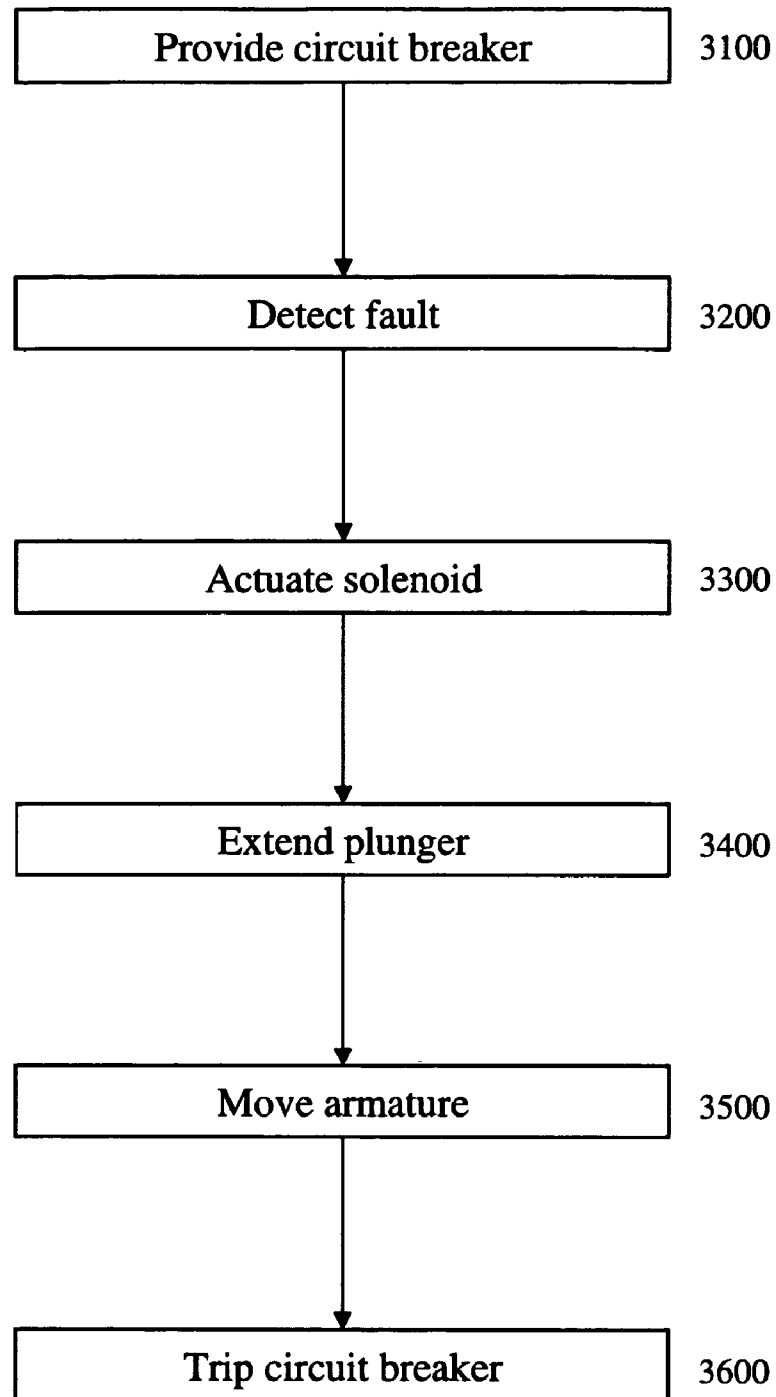 Provide circuit breaker 3100
Detect fault 3200
Actuate solenoid 3300
Extend plunger 3400
Move armature 3500
Trip circuit breaker 3600